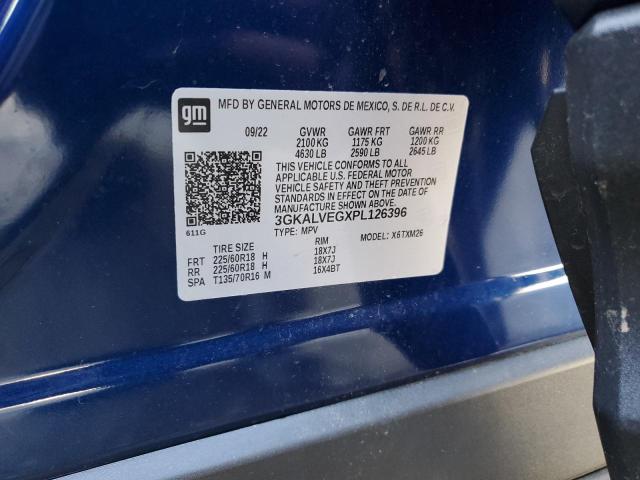 gm
MFD BY GENERAL MOTORS DE MEXICO, S. DE R.L. DE C.V.
09/22 GVWR GAWR FRT GAWR RR
2100 KG 1175 KG 1200 KG
4630 LB 2590 LB 2645 LB
THIS VEHICLE CONFORMS TO ALL
APPLICABLE U.S. FEDERAL MOTOR
VEHICLE SAFETY AND THEFT PREVENTION
STANDARDS IN EFFECT ON THE DATE OF
MANUFACTURE SHOWN ABOVE.
3GKALVEGXPL126396
611G TYPE: MPV MODEL: X6TXM26
TIRE SIZE RIM
FRT 225/60R18 H 18X7J
RR 225/60R18 H 18X7J
SPA T135/70R16 M 16X4BT